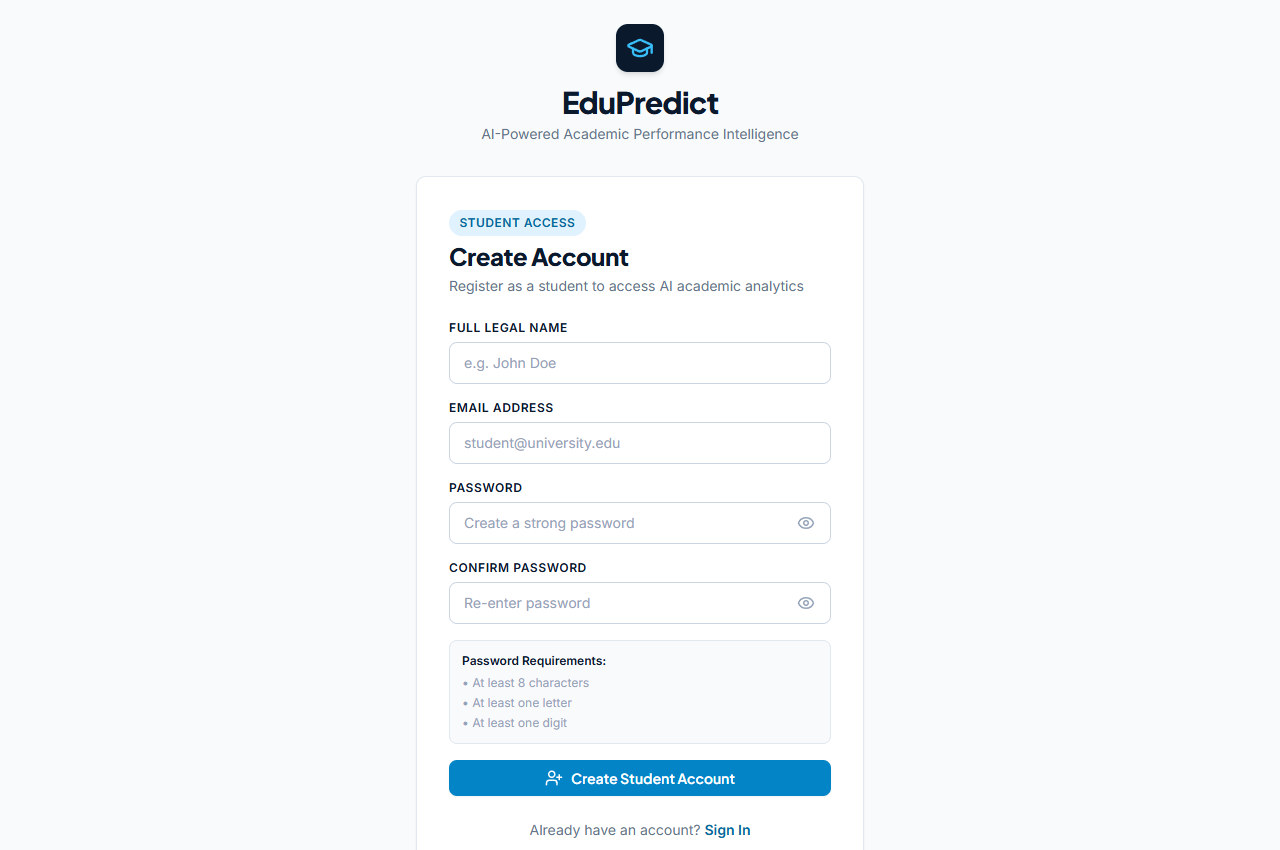 EduPredict
AI-Powered Academic Performance Intelligence
STUDENT ACCESS
Create Account
Register as a student to access AI academic analytics
FULL LEGAL NAME
e.g. John Doe
EMAIL ADDRESS
student@university.edu
PASSWORD
Create a strong password
CONFIRM PASSWORD
Re-enter password
Password Requirements:
• At least 8 characters
• At least one letter
• At least one digit
Create Student Account
Already have an account? Sign In